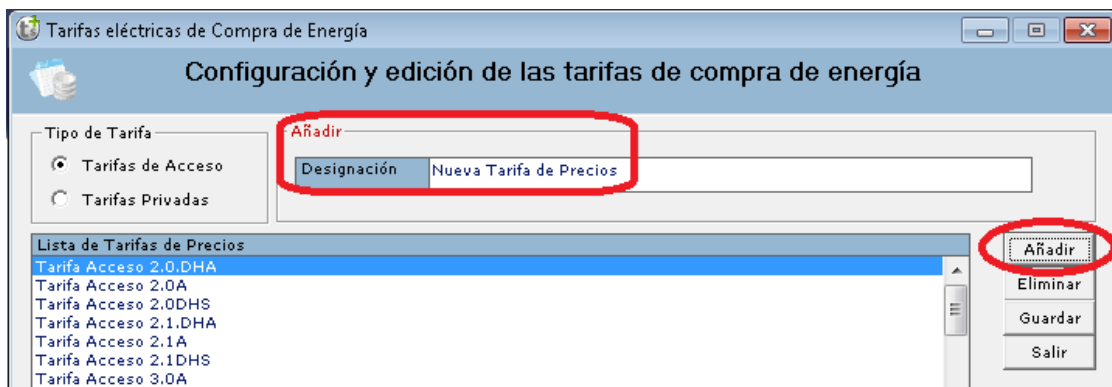 Tarifas eléctricas de Compra de Energía
Configuración y edición de las tarifas de compra de energía
Tipo de Tarifa
Tarifas de Acceso
Tarifas Privadas
Añadir
Designación Nueva Tarifa de Precios
Lista de Tarifas de Precios
Tarifa Acceso 2.0.DHA
Tarifa Acceso 2.0A
Tarifa Acceso 2.0DHS
Tarifa Acceso 2.1.DHA
Tarifa Acceso 2.1A
Tarifa Acceso 2.1DHS
Tarifa Acceso 3.0A
Añadir
Eliminar
Guardar
Salir